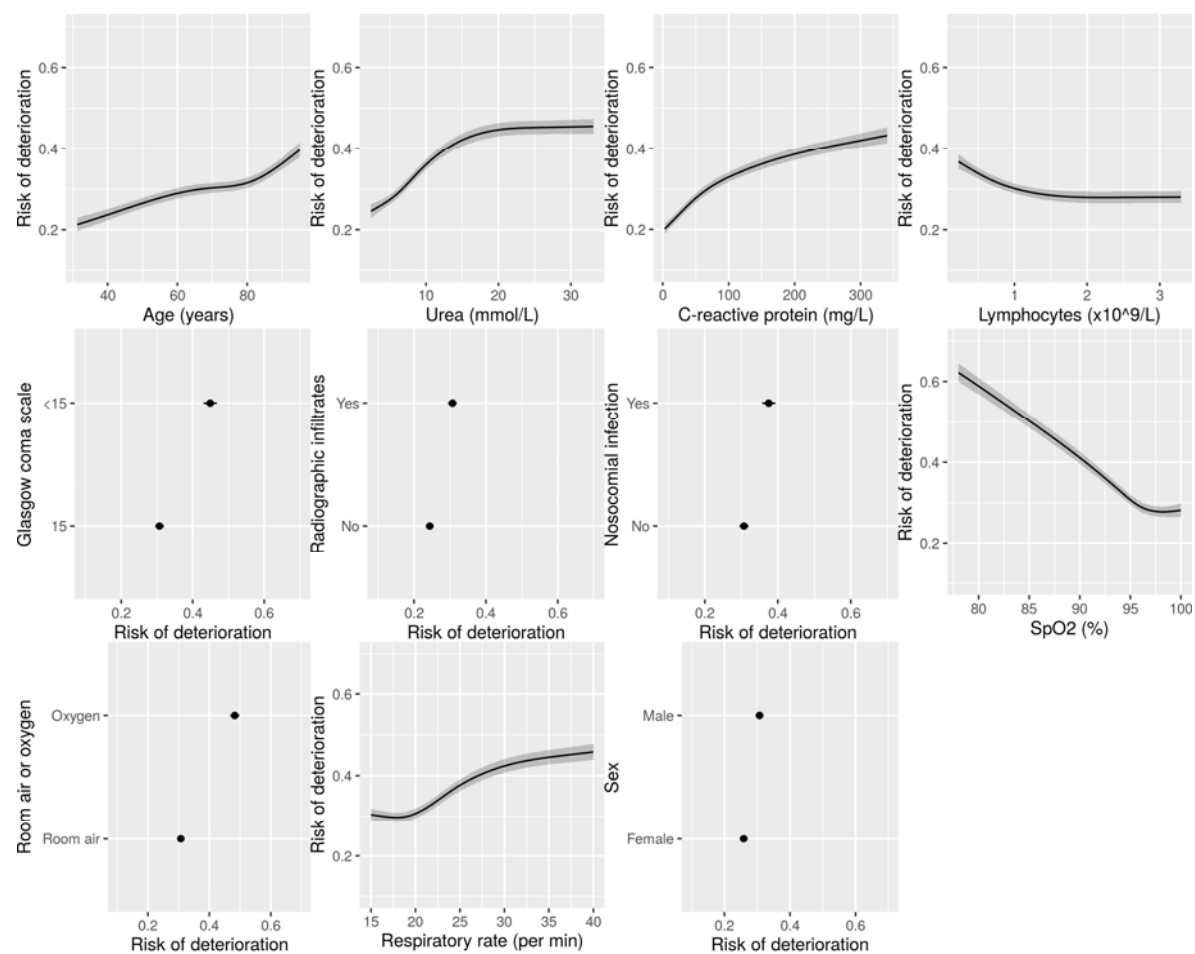 Risk of deterioration
0.6
0.4
0.2
40 60 80
Age (years)
Risk of deterioration
0.6
0.4
0.2
10 20 30
Urea (mmol/L)
Risk of deterioration
0.6
0.4
0.2
0 100 200 300
C-reactive protein (mg/L)
Risk of deterioration
0.6
0.4
0.2
1 2 3
Lymphocytes (x10^9/L)
Glasgow coma scale
<15
15
0.2 0.4 0.6
Risk of deterioration
Radiographic infiltrates
Yes
No
0.2 0.4 0.6
Risk of deterioration
Nosocomial infection
Yes
No
0.2 0.4 0.6
Risk of deterioration
Risk of deterioration
0.6
0.4
0.2
80 85 90 95 100
SpO2 (%)
Room air or oxygen
Oxygen
Room air
0.2 0.4 0.6
Risk of deterioration
Risk of deterioration
0.6
0.4
0.2
15 20 25 30 35 40
Respiratory rate (per min)
Sex
Male
Female
0.2 0.4 0.6
Risk of deterioration